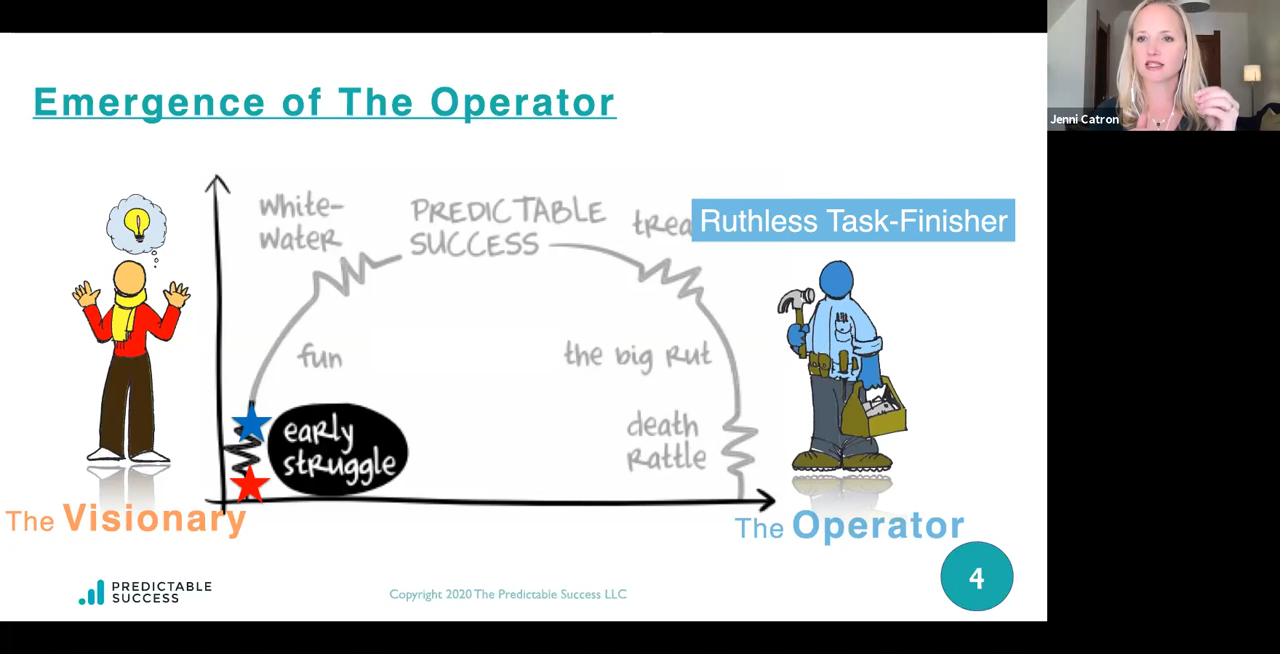 Emergence of The Operator
Jenni Catron
white-
water
PREDICTABLE
SUCCESS
trea
Ruthless Task-Finisher
fun
the big rut
early
struggle
death
rattle
The Visionary
The Operator
PREDICTABLE
SUCCESS
Copyright 2020 The Predictable Success LLC
4